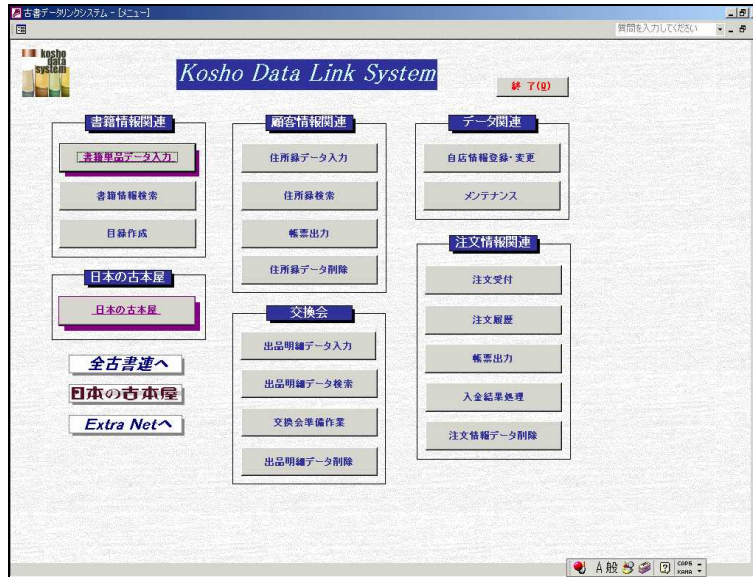 古書データリンクシステム - [メニュー]
質問を入力してください
kosho
data
system
Kosho Data Link System
終 了(Q)
書籍情報関連
書籍単品データ入力
書籍情報検索
目録作成
日本の古本屋
日本の古本屋
全古書連へ
日本の古本屋
Extra Netへ
顧客情報関連
住所録データ入力
住所録検索
帳票出力
住所録データ削除
交換会
出品明細データ入力
出品明細データ検索
交換会準備作業
出品明細データ削除
データ関連
自店情報登録・変更
メンテナンス
注文情報関連
注文受付
注文履歴
帳票出力
入金結果処理
注文情報データ削除
A 般
CAPS
KANA